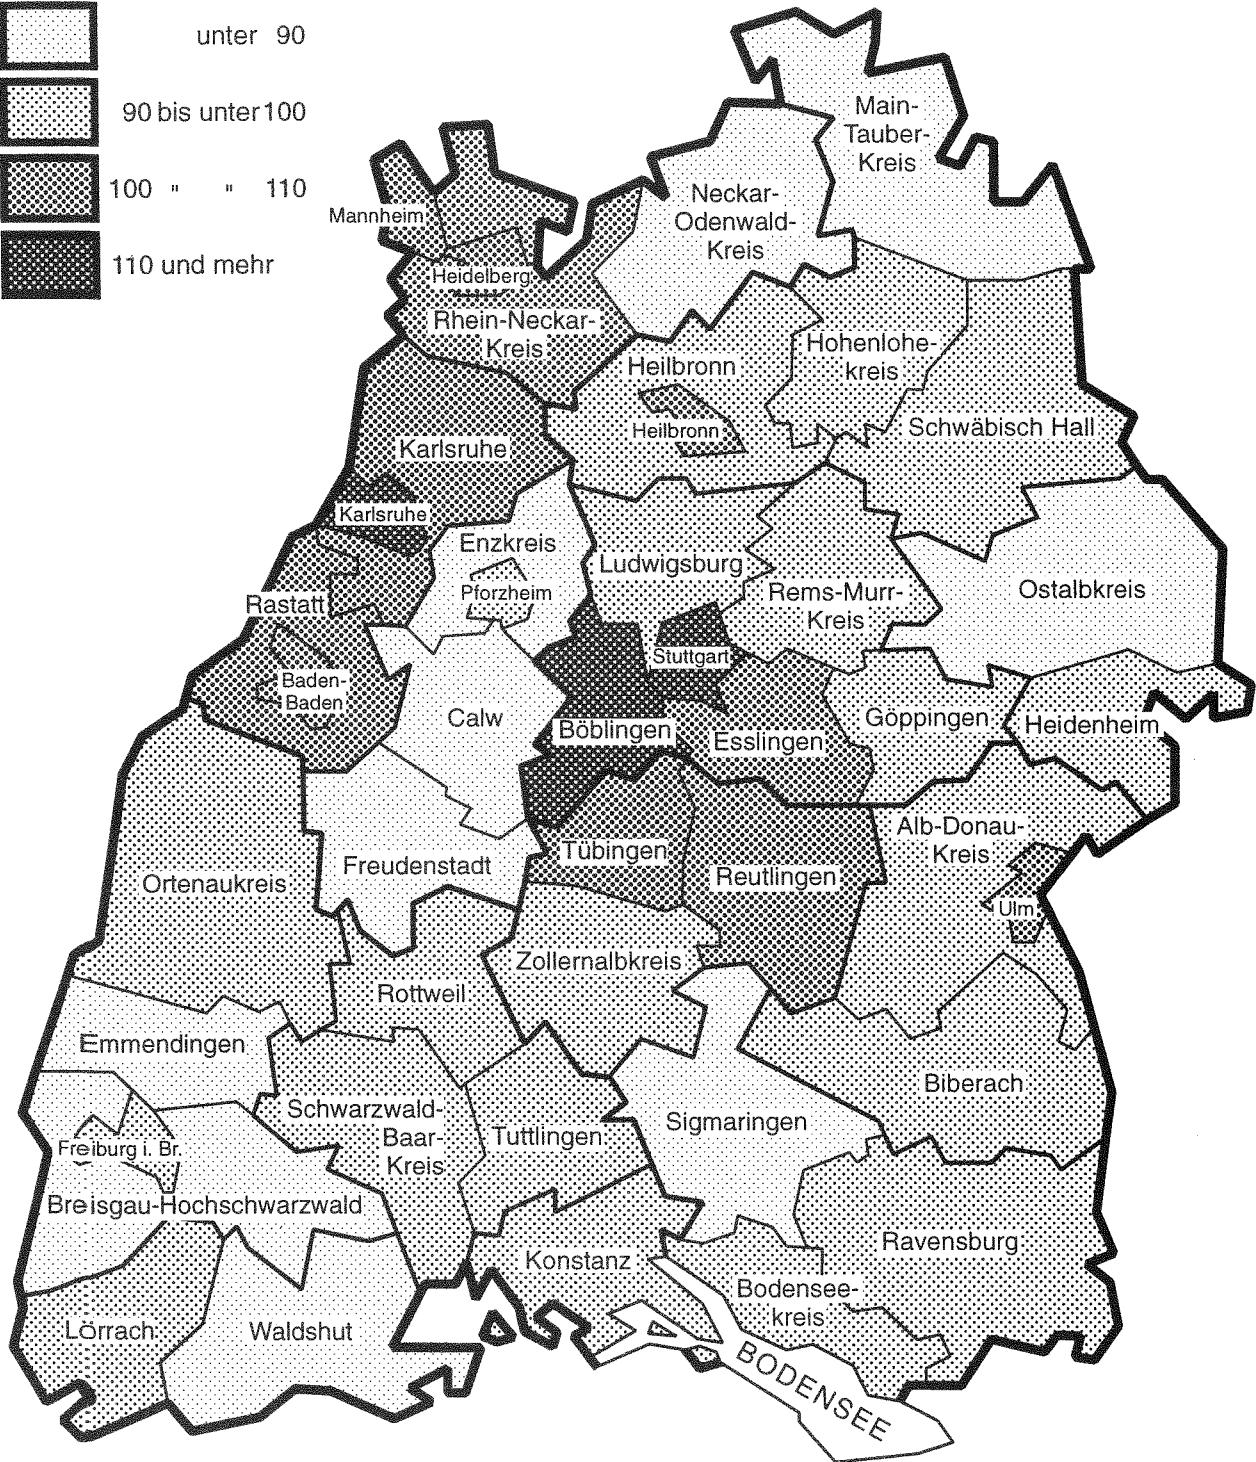 unter 90
90 bis unter 100
100 " " 110
110 und mehr
Main-
Tauber-
Kreis
Neckar-
Odenwald-
Kreis
Mannheim
Heidelberg
Rhein-Neckar-
Kreis
Hohenlohe-
kreis
Heilbronn
Heilbronn
Schwäbisch Hall
Karlsruhe
Karlsruhe
Enzkreis
Pforzheim
Ludwigsburg
Rems-Murr-
Kreis
Ostalbkreis
Rastatt
Stuttgart
Baden-
Baden
Calw
Böblingen
Esslingen
Göppingen
Heidenheim
Alb-Donau-
Kreis
Tübingen
Reutlingen
Freudenstadt
Ortenaukreis
Ulm
Zollernalbkreis
Rottweil
Emmendingen
Biberach
Schwarzwald-
Baar-
Kreis
Tuttlingen
Sigmaringen
Freiburg i. Br.
Breisgau-Hochschwarzwald
Konstanz
Ravensburg
Bodensee-
kreis
Lörrach
Waldshut
BODENSEE